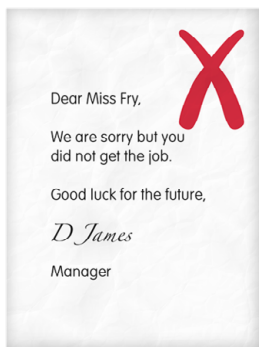 Dear Miss Fry,
We are sorry but you
did not get the job.
Good luck for the future,
D James
Manager